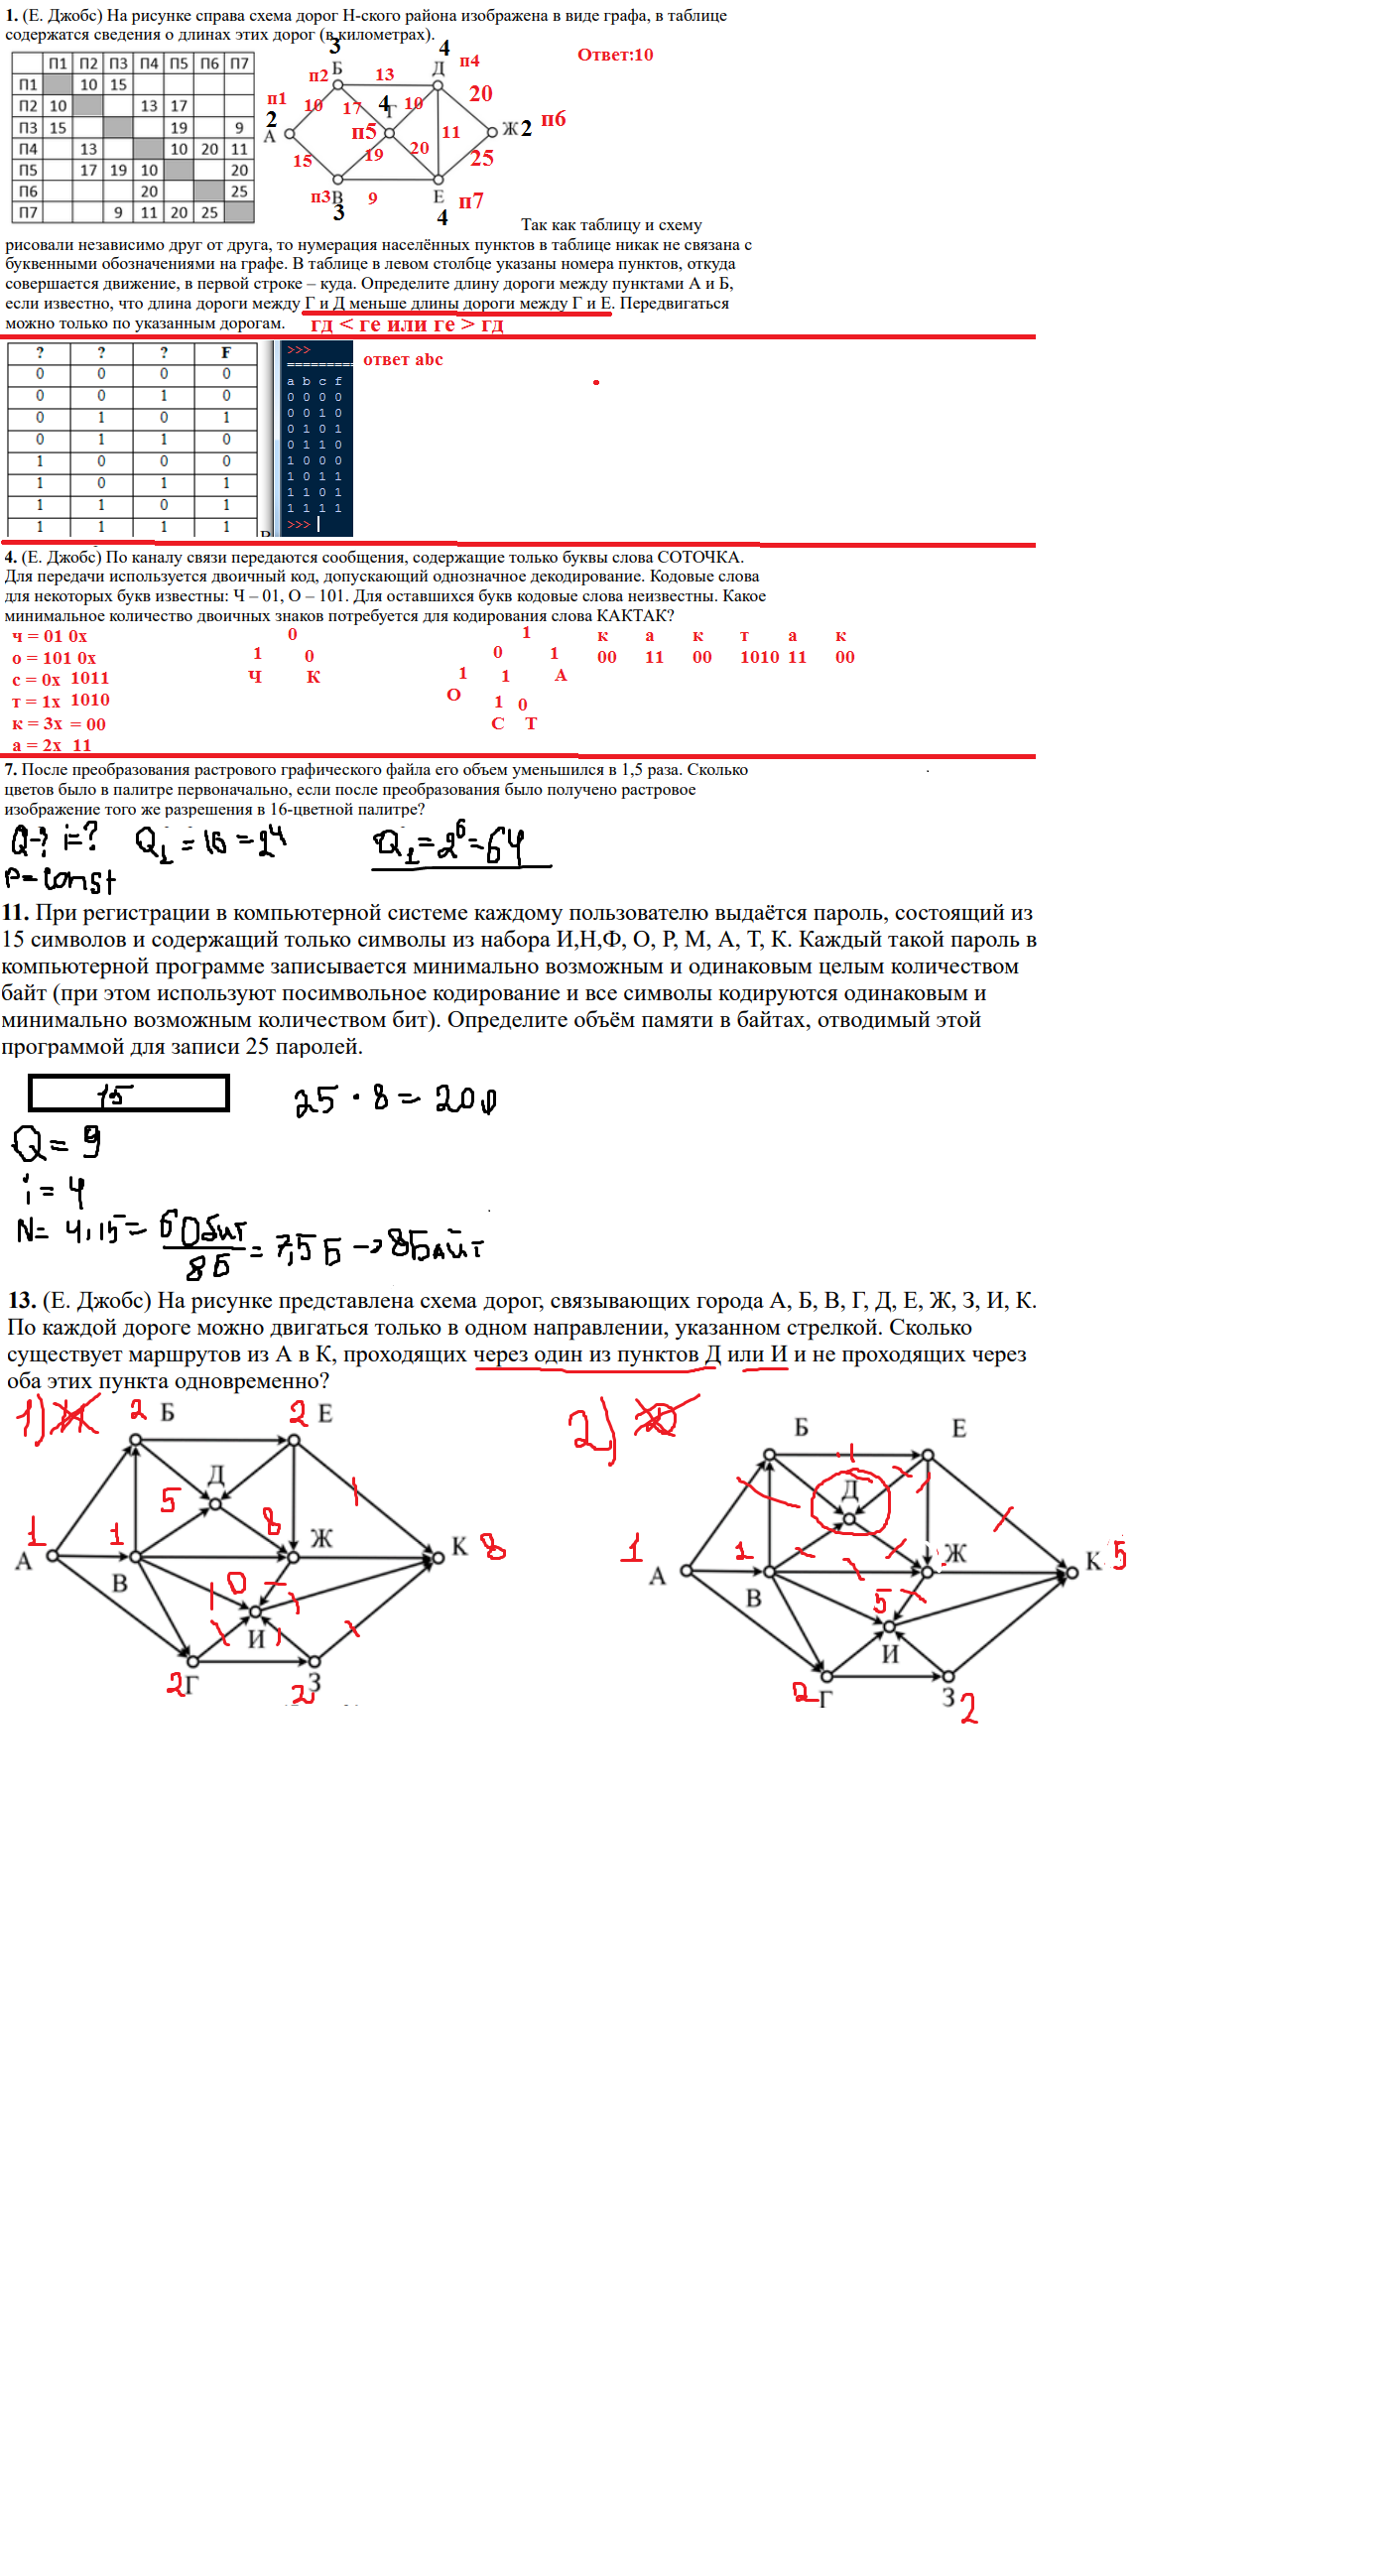 1. (Е. Джобс) На рисунке справа схема дорог Н-ского района изображена в виде графа, в таблице
содержатся сведения о длинах этих дорог (в километрах).
Ответ:10
П1 П2 П3 П4 П5 П6 П7
П1 10 15
П2 10 13 17
П3 15 19 9
П4 13 10 20 11
П5 17 19 10 20
П6 20 25
П7 9 11 20 25
3 4
п2 Б 13 Д п4
п1 10 17 4 Г 10 20
2 А п5 11 Ж 2 п6
15 19 20 25
п3 В 9 Е п7
3 4
Так как таблицу и схему
рисовали независимо друг от друга, то нумерация населённых пунктов в таблице никак не связана с
буквенными обозначениями на графе. В таблице в левом столбце указаны номера пунктов, откуда
совершается движение, в первой строке – куда. Определите длину дороги между пунктами А и Б,
если известно, что длина дороги между Г и Д меньше длины дороги между Г и Е. Передвигаться
можно только по указанным дорогам.
гд < ге или ге > гд
? ? ? F
0 0 0 0
0 0 1 0
0 1 0 1
0 1 1 0
1 0 0 0
1 0 1 1
1 1 0 1
1 1 1 1
>>>
=========
a b c f
0 0 0 0
0 0 1 0
0 1 0 1
0 1 1 0
1 0 0 0
1 0 1 1
1 1 0 1
1 1 1 1
>>>
ответ abc
4. (Е. Джобс) По каналу связи передаются сообщения, содержащие только буквы слова СОТОЧКА.
Для передачи используется двоичный код, допускающий однозначное декодирование. Кодовые слова
для некоторых букв известны: Ч – 01, О – 101. Для оставшихся букв кодовые слова неизвестны. Какое
минимальное количество двоичных знаков потребуется для кодирования слова КАКТАК?
ч = 01 0х
о = 101 0х
с = 0х 1011
т = 1х 1010
к = 3х = 00
а = 2х 11
0
1 0
Ч К
1
0 1
1 1 А
О
1 0
С Т
к а к т а к
00 11 00 1010 11 00
7. После преобразования растрового графического файла его объем уменьшился в 1,5 раза. Сколько
цветов было в палитре первоначально, если после преобразования было получено растровое
изображение того же разрешения в 16-цветной палитре?
Q-? i=? Q₂ = 16 = 2⁴ Q₁ = 2⁶ = 64
P = const
11. При регистрации в компьютерной системе каждому пользователю выдаётся пароль, состоящий из
15 символов и содержащий только символы из набора И,Н,Ф, О, Р, М, А, Т, К. Каждый такой пароль в
компьютерной программе записывается минимально возможным и одинаковым целым количеством
байт (при этом используют посимвольное кодирование и все символы кодируются одинаковым и
минимально возможным количеством бит). Определите объём памяти в байтах, отводимый этой
программой для записи 25 паролей.
15
25 · 8 = 200
Q = 9
i = 4
N = 4·15 = 60бит / 8б = 7,5 Б -> 8Байт
13. (Е. Джобс) На рисунке представлена схема дорог, связывающих города А, Б, В, Г, Д, Е, Ж, З, И, К.
По каждой дороге можно двигаться только в одном направлении, указанном стрелкой. Сколько
существует маршрутов из А в К, проходящих через один из пунктов Д или И и не проходящих через
оба этих пункта одновременно?
1) 2 Б 2 Е
Д
5 8
1 А 1 В Ж К 8
0 И
2 Г 2 З
2)
Б Е
Д
1 А 1 В Ж К 5
5 И
2 Г З 2